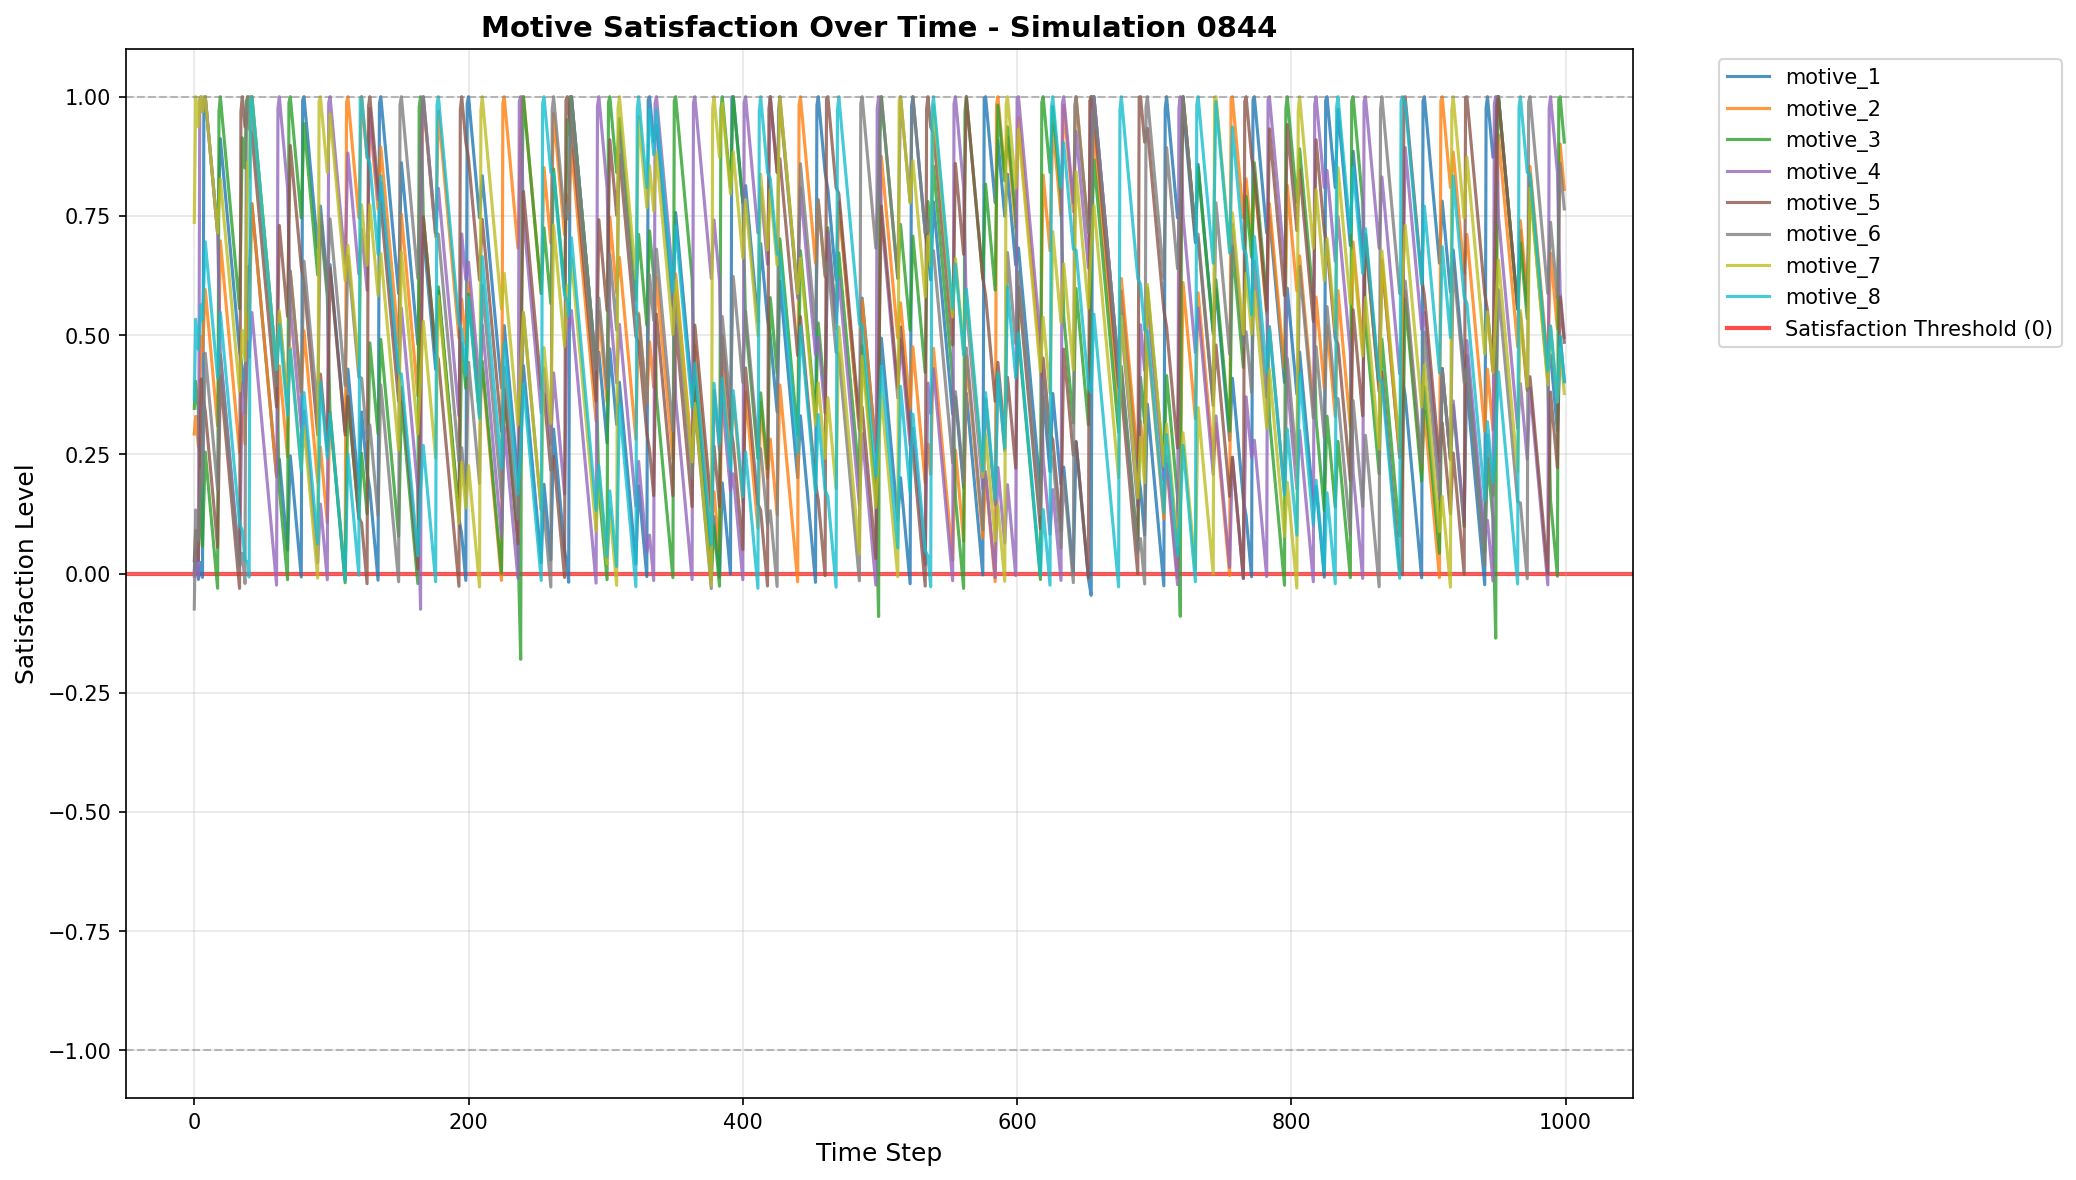 Motive Satisfaction Over Time - Simulation 0844
Satisfaction Level
1.00
0.75
0.50
0.25
0.00
−0.25
−0.50
−0.75
−1.00
0
200
400
600
800
1000
Time Step
motive_1
motive_2
motive_3
motive_4
motive_5
motive_6
motive_7
motive_8
Satisfaction Threshold (0)